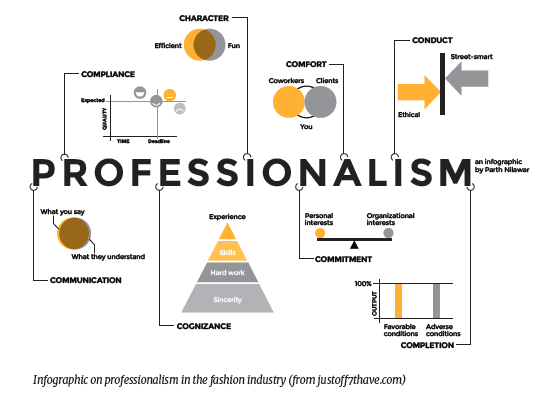 CHARACTER
Efficient
Fun
COMPLIANCE
Expected
QUALITY
TIME
Deadline
COMFORT
Coworkers
Clients
You
CONDUCT
Street-smart
Ethical
PROFESSIONALISM
an infographic
by Parth Nilawar
What you say
What they understand
COMMUNICATION
Experience
Skills
Hard work
Sincerity
COGNIZANCE
Personal
interests
Organizational
interests
COMMITMENT
100%
OUTPUT
Favorable
conditions
Adverse
conditions
COMPLETION
Infographic on professionalism in the fashion industry (from justoff7thave.com)